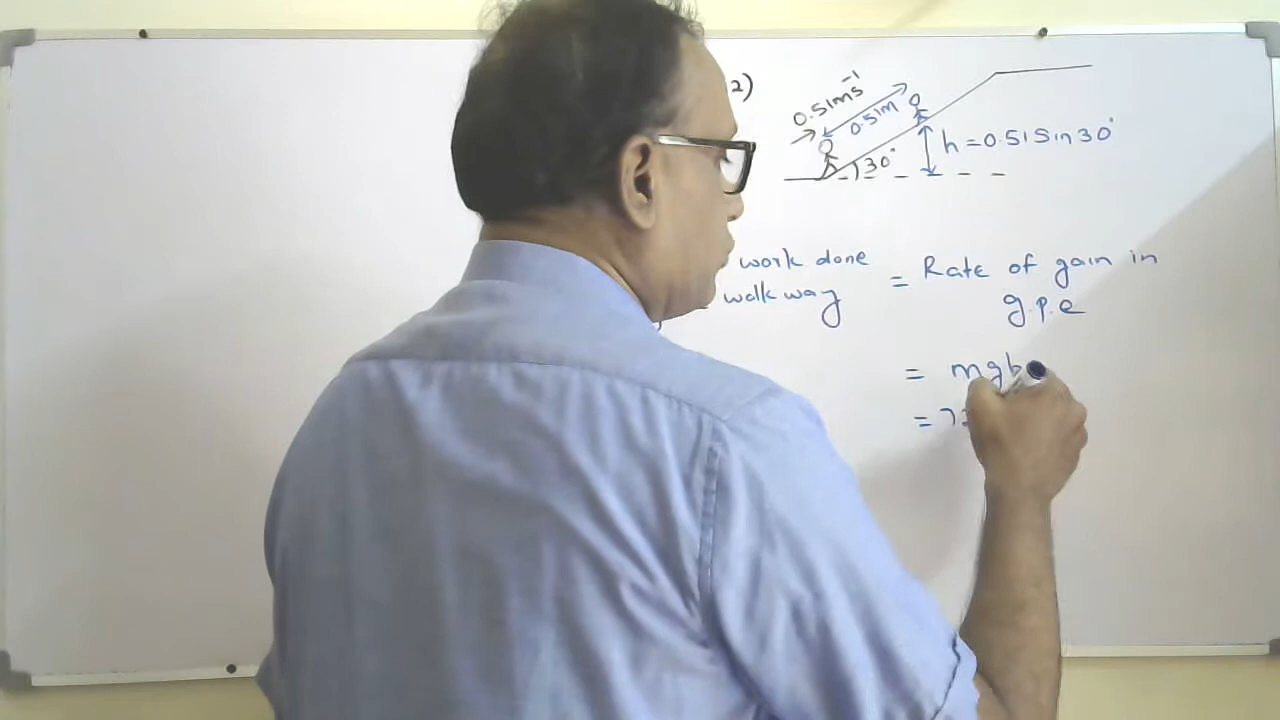 2)
0.51ms⁻¹
0.51m
30°
h = 0.51 Sin 30°
work done = Rate of gain in
walkway g.p.e
= mgh
= 7